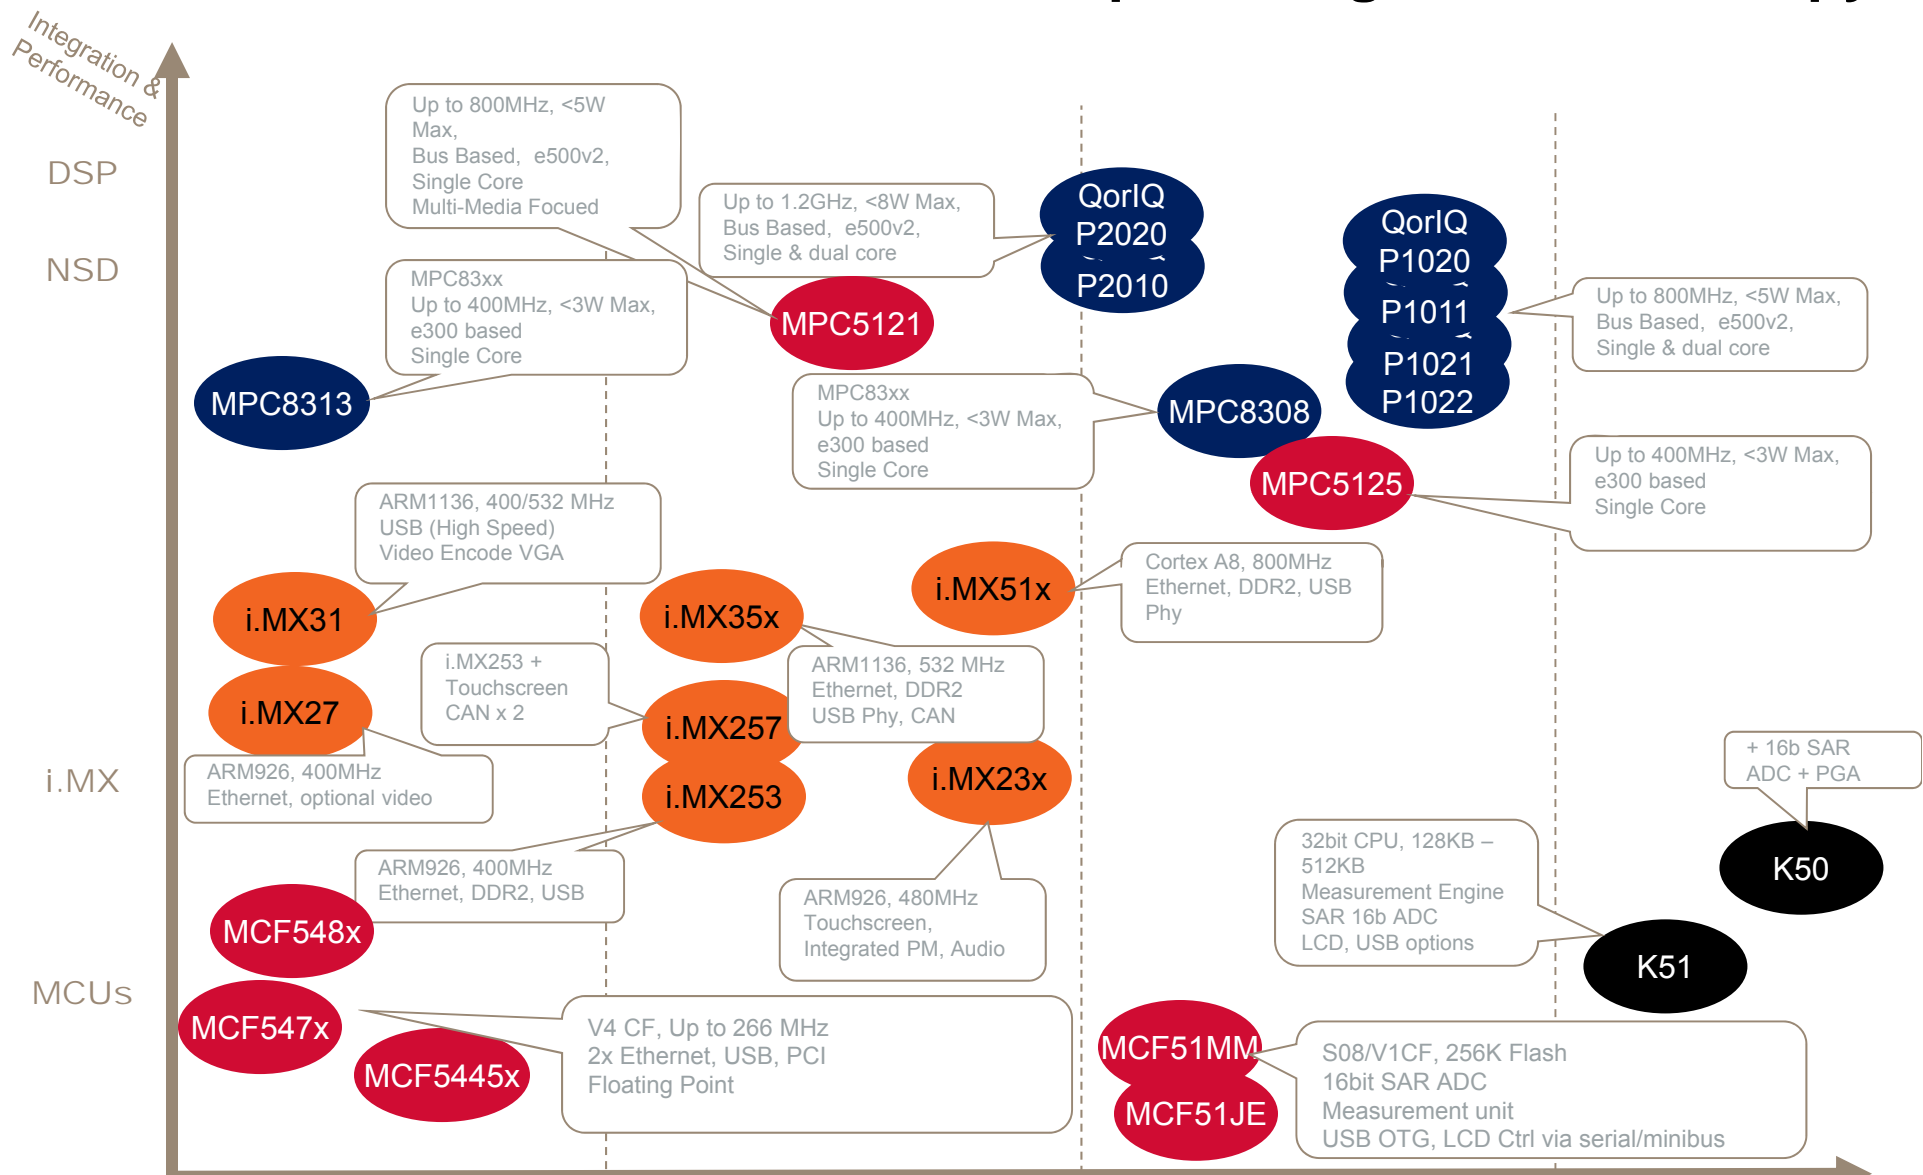 Integration &
Performance
DSP
NSD
i.MX
MCUs
Up to 800MHz, <5W
Max,
Bus Based, e500v2,
Single Core
Multi-Media Focued
Up to 1.2GHz, <8W Max,
Bus Based, e500v2,
Single & dual core
QorIQ
P2020
P2010
QorIQ
P1020
P1011
P1021
P1022
Up to 800MHz, <5W Max,
Bus Based, e500v2,
Single & dual core
MPC83xx
Up to 400MHz, <3W Max,
e300 based
Single Core
MPC5121
MPC8313
MPC83xx
Up to 400MHz, <3W Max,
e300 based
Single Core
MPC8308
MPC5125
Up to 400MHz, <3W Max,
e300 based
Single Core
ARM1136, 400/532 MHz
USB (High Speed)
Video Encode VGA
i.MX31
i.MX35x
i.MX51x
Cortex A8, 800MHz
Ethernet, DDR2, USB
Phy
i.MX253 +
Touchscreen
CAN x 2
ARM1136, 532 MHz
Ethernet, DDR2
USB Phy, CAN
i.MX27
i.MX257
i.MX253
i.MX23x
ARM926, 400MHz
Ethernet, optional video
+ 16b SAR
ADC + PGA
K50
ARM926, 400MHz
Ethernet, DDR2, USB
ARM926, 480MHz
Touchscreen,
Integrated PM, Audio
32bit CPU, 128KB –
512KB
Measurement Engine
SAR 16b ADC
LCD, USB options
K51
MCF548x
MCF547x
MCF5445x
V4 CF, Up to 266 MHz
2x Ethernet, USB, PCI
Floating Point
MCF51MM
MCF51JE
S08/V1CF, 256K Flash
16bit SAR ADC
Measurement unit
USB OTG, LCD Ctrl via serial/minibus